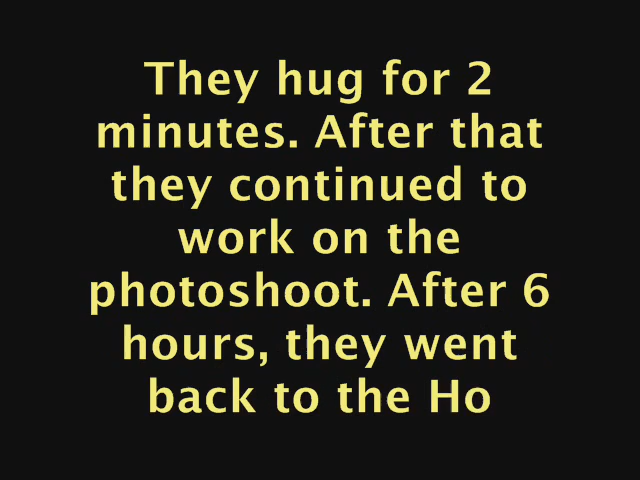 They hug for 2
minutes. After that
they continued to
work on the
photoshoot. After 6
hours, they went
back to the Ho